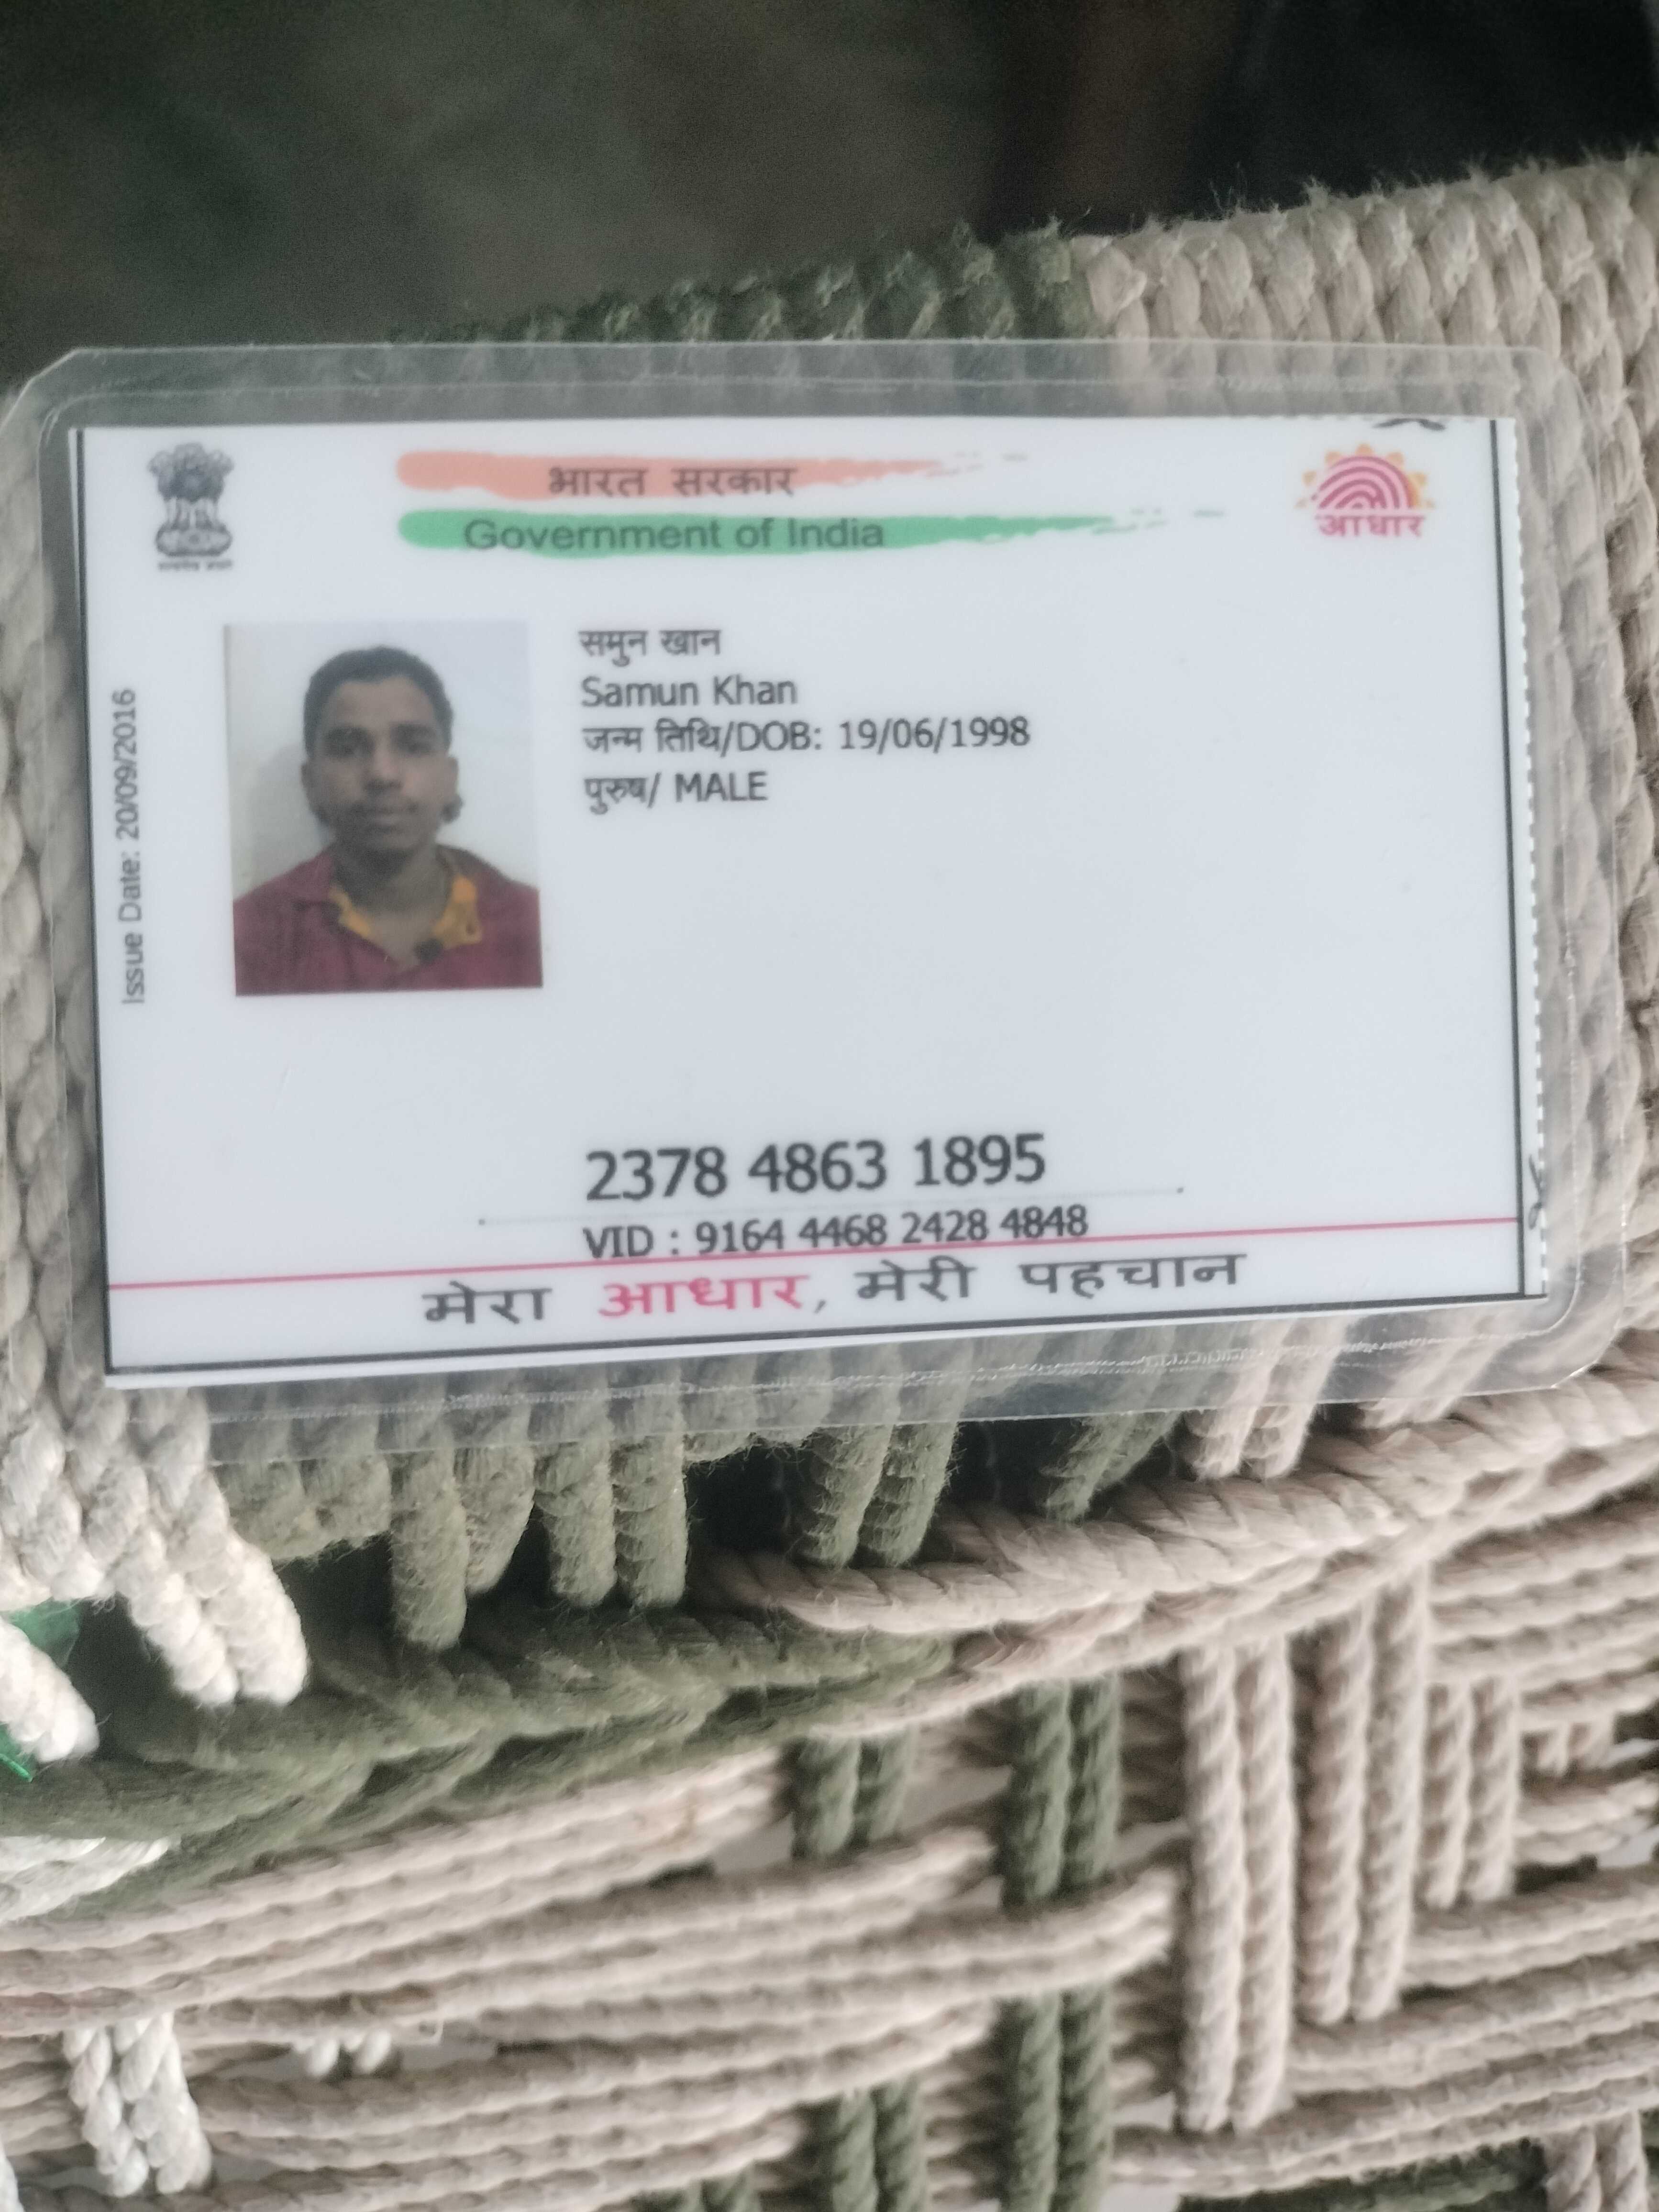 भारत सरकार
Government of India
आधार
Issue Date: 20/09/2016
समुन खान
Samun Khan
जन्म तिथि/DOB: 19/06/1998
पुरुष/ MALE
2378 4863 1895
VID : 9164 4468 2428 4848
मेरा आधार, मेरी पहचान